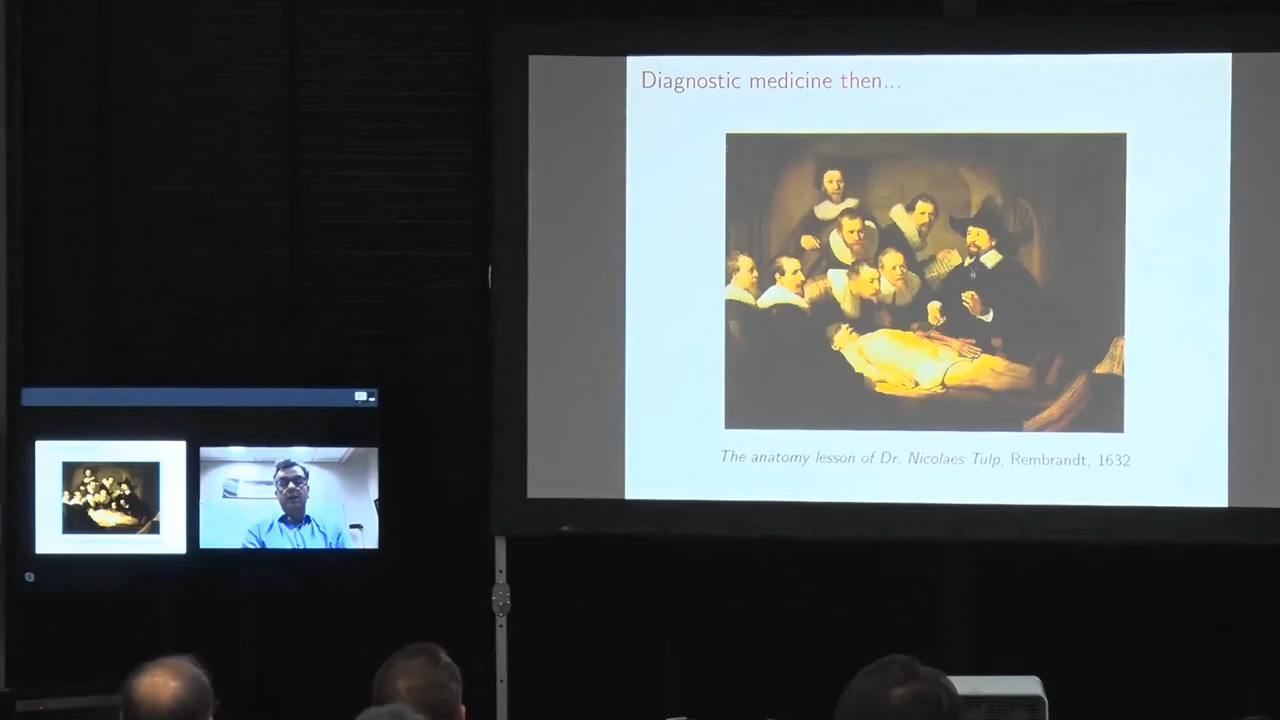 Diagnostic medicine then...
The anatomy lesson of Dr. Nicolaes Tulp, Rembrandt, 1632